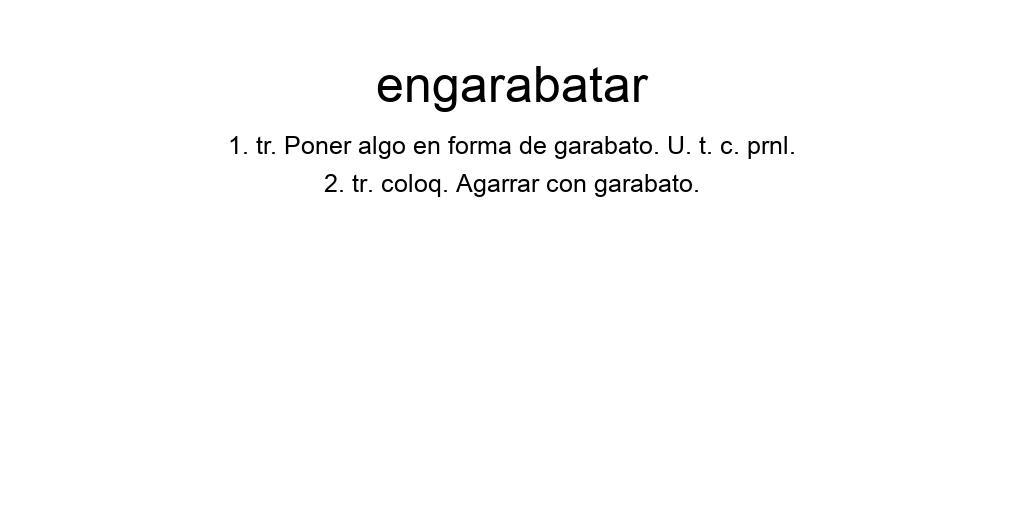 engarabatar
1. tr. Poner algo en forma de garabato. U. t. c. prnl.
2. tr. coloq. Agarrar con garabato.